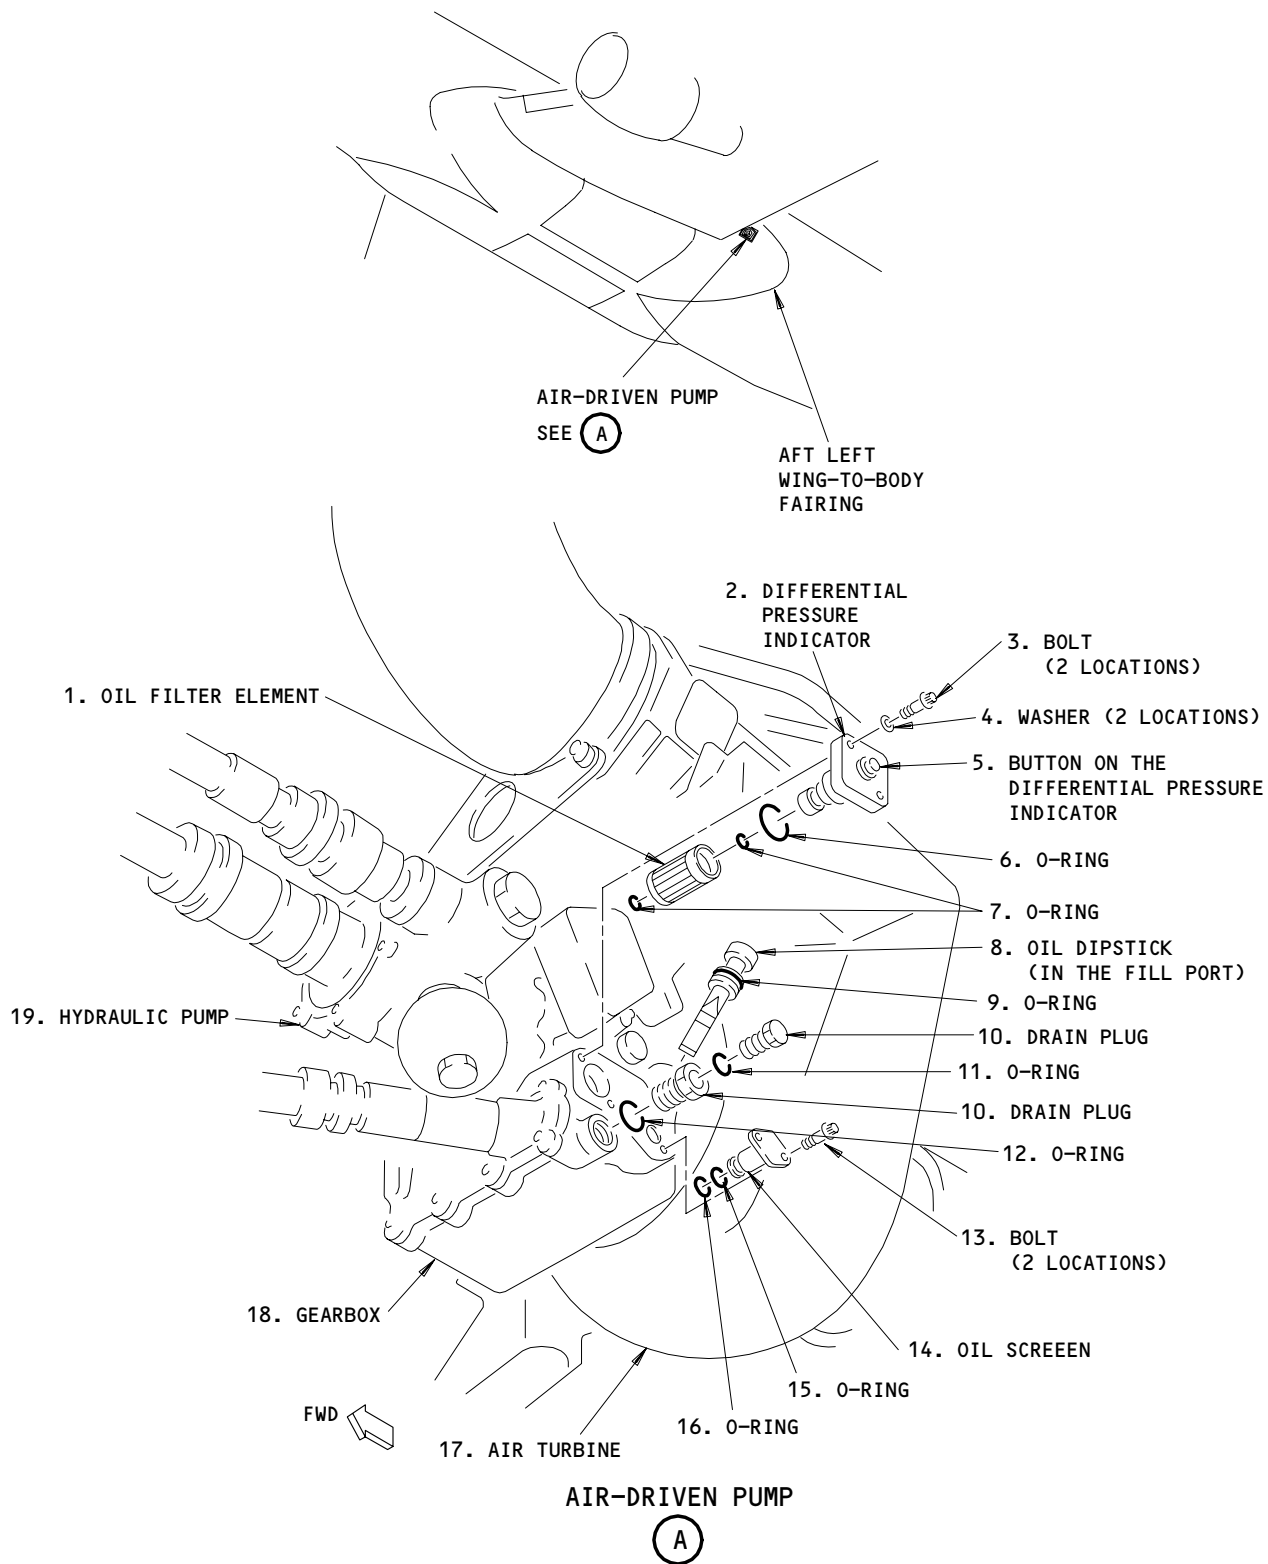 AIR-DRIVEN PUMP
SEE A
AFT LEFT
WING-TO-BODY
FAIRING
2. DIFFERENTIAL
PRESSURE
INDICATOR
3. BOLT
(2 LOCATIONS)
1. OIL FILTER ELEMENT
4. WASHER (2 LOCATIONS)
5. BUTTON ON THE
DIFFERENTIAL PRESSURE
INDICATOR
6. O-RING
7. O-RING
8. OIL DIPSTICK
(IN THE FILL PORT)
9. O-RING
19. HYDRAULIC PUMP
10. DRAIN PLUG
11. O-RING
10. DRAIN PLUG
12. O-RING
13. BOLT
(2 LOCATIONS)
18. GEARBOX
14. OIL SCREEEN
15. O-RING
16. O-RING
FWD
17. AIR TURBINE
AIR-DRIVEN PUMP
A